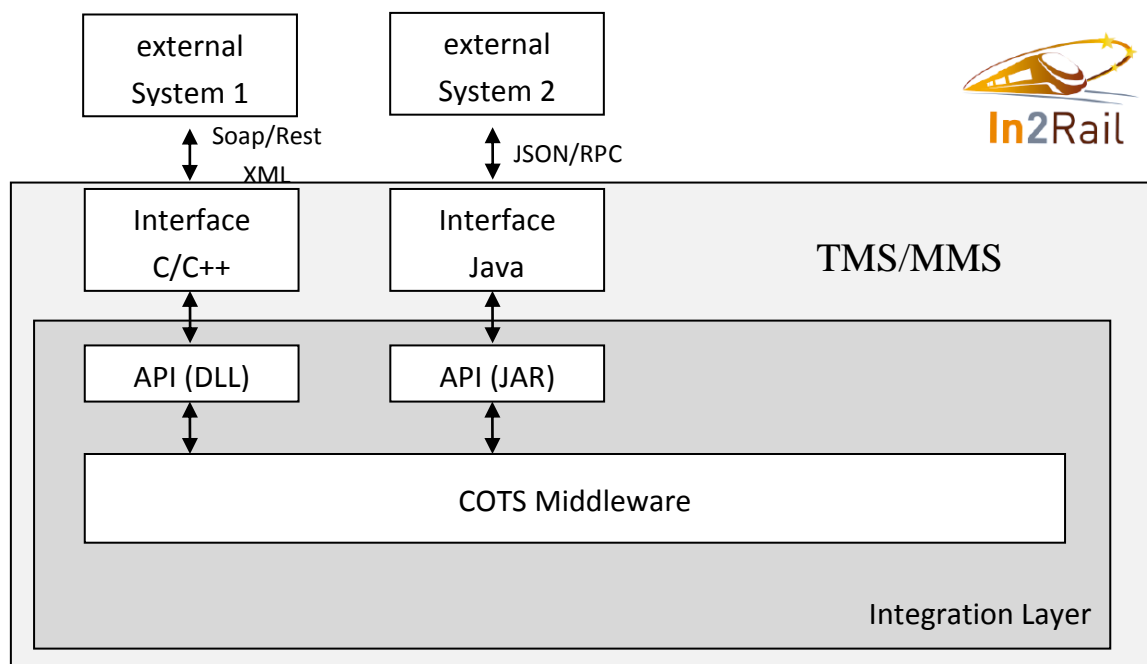 external
System 1
external
System 2
In2Rail
Soap/Rest
XML
JSON/RPC
Interface
C/C++
Interface
Java
TMS/MMS
API (DLL)
API (JAR)
COTS Middleware
Integration Layer